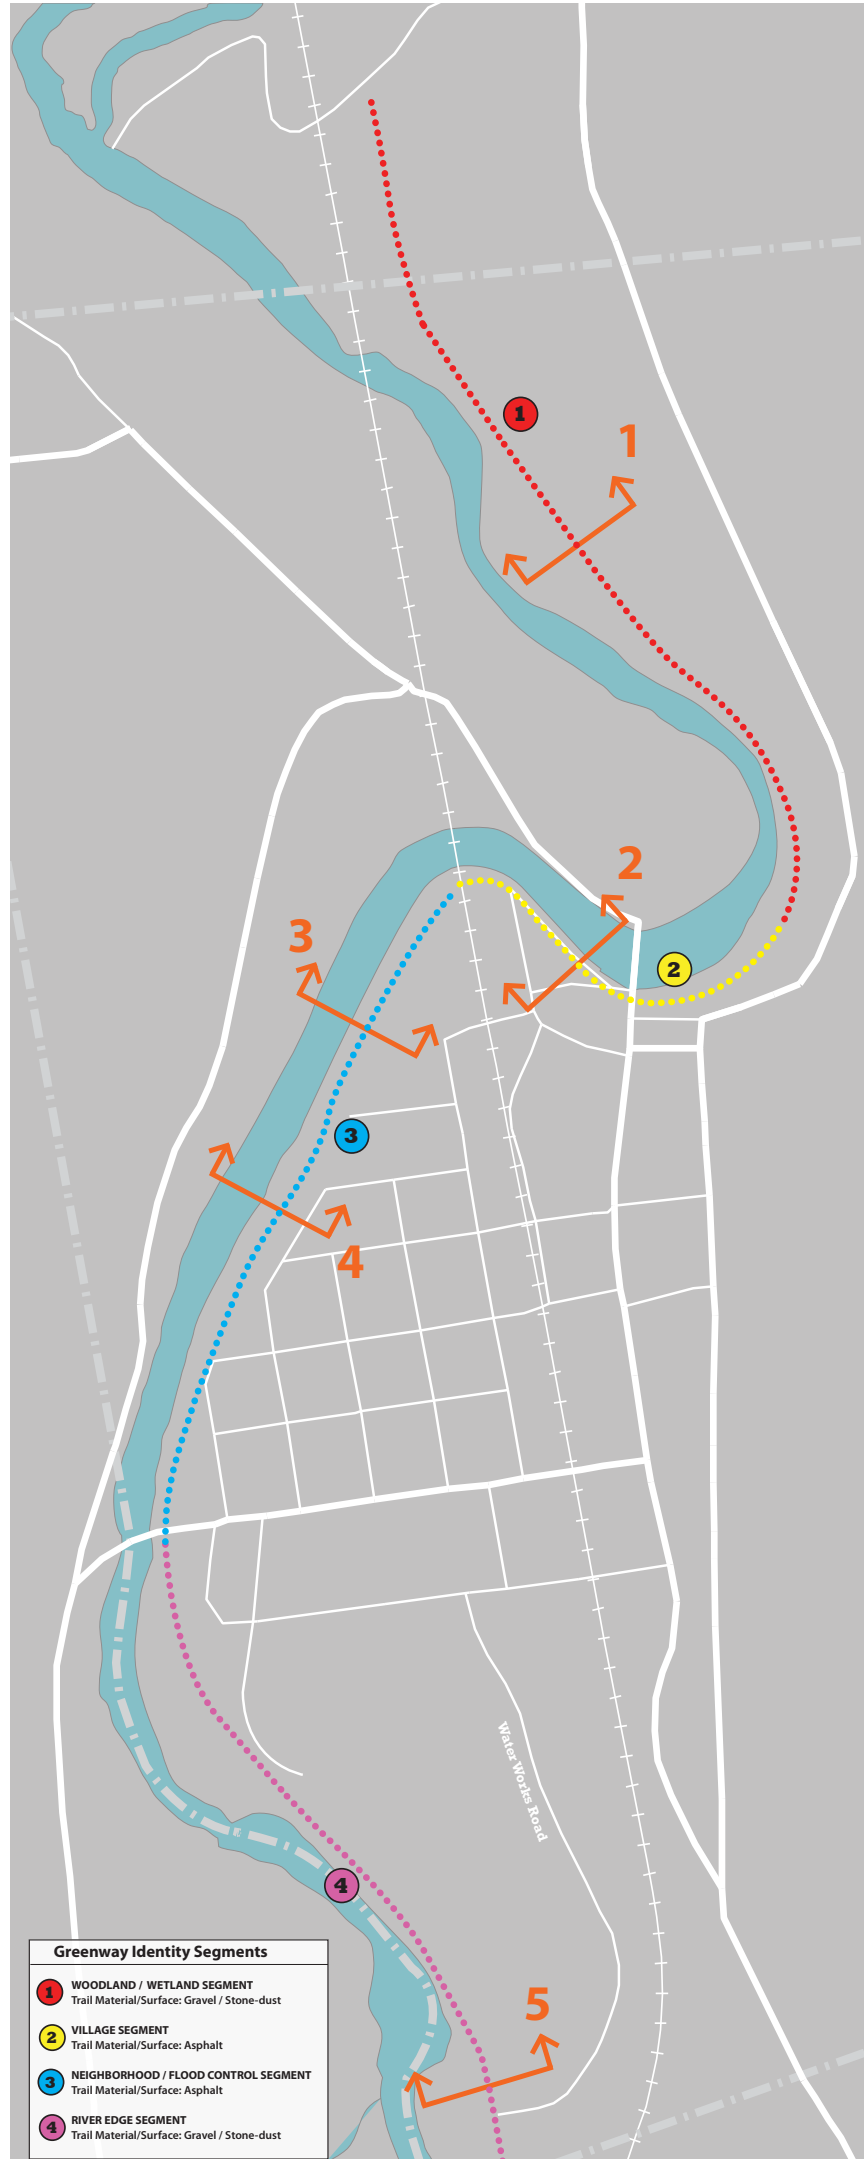 1
1
2
3
2
3
4
Water Works Road
4
5
Greenway Identity Segments
1 WOODLAND / WETLAND SEGMENT
Trail Material/Surface: Gravel / Stone-dust
2 VILLAGE SEGMENT
Trail Material/Surface: Asphalt
3 NEIGHBORHOOD / FLOOD CONTROL SEGMENT
Trail Material/Surface: Asphalt
4 RIVER EDGE SEGMENT
Trail Material/Surface: Gravel / Stone-dust